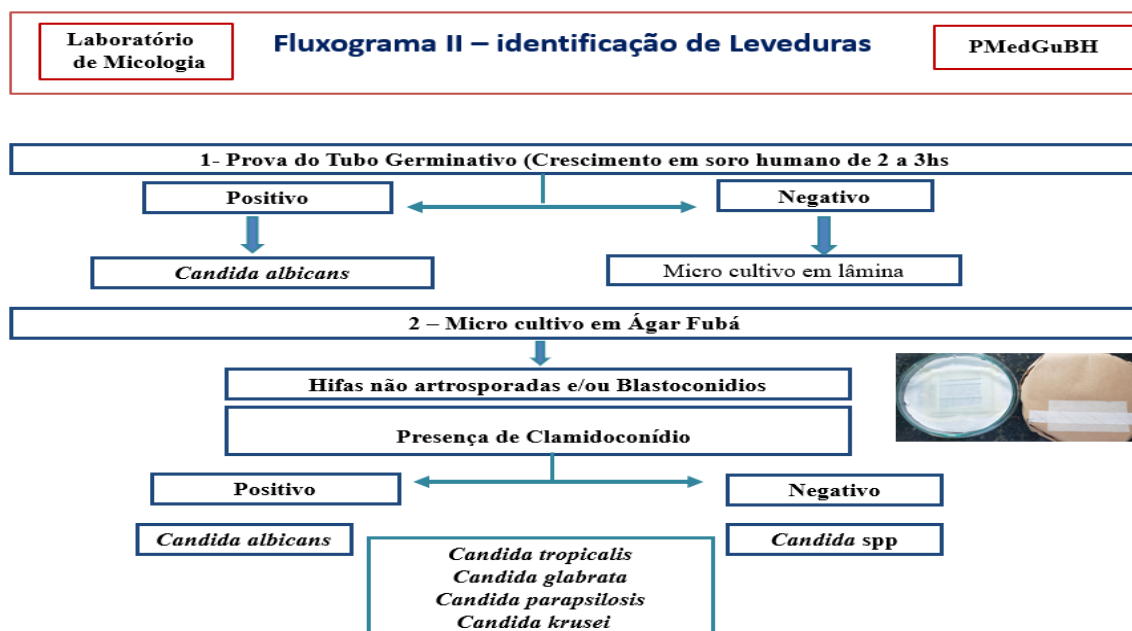 Laboratório
de Micologia
Fluxograma II – identificação de Leveduras
PMedGuBH
1- Prova do Tubo Germinativo (Crescimento em soro humano de 2 a 3hs
Positivo
Negativo
Candida albicans
Micro cultivo em lâmina
2 – Micro cultivo em Ágar Fubá
Hifas não artrosporadas e/ou Blastoconidios
Presença de Clamidoconídio
Positivo
Negativo
Candida albicans
Candida spp
Candida tropicalis
Candida glabrata
Candida parapsilosis
Candida krusei